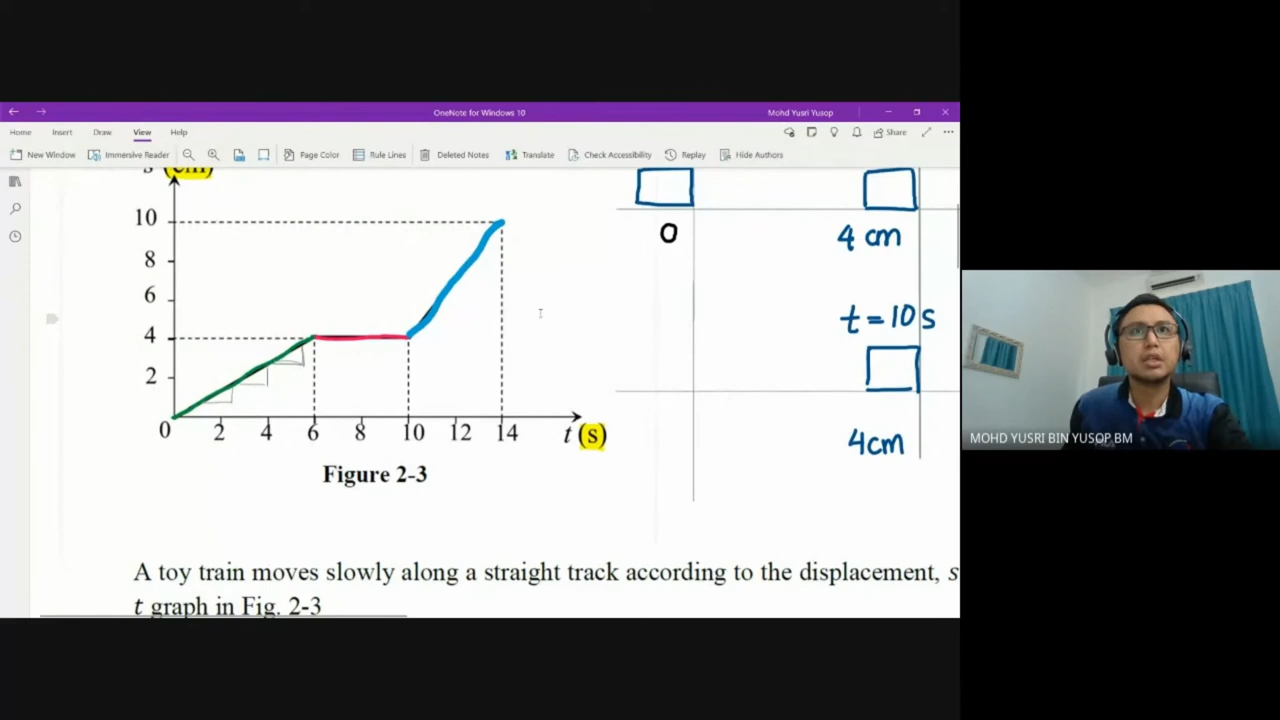 OneNote for Windows 10
Mohd Yusri Yusop
Home Insert Draw View Help
Share
New Window Immersive Reader Page Color Rule Lines Deleted Notes Translate Check Accessibility Replay Hide Authors
s (cm)
10
8
6
4
2
0 2 4 6 8 10 12 14 t (s)
Figure 2-3
0
4 cm
t = 10 s
4cm
A toy train moves slowly along a straight track according to the displacement, s
t graph in Fig. 2-3
MOHD YUSRI BIN YUSOP BM